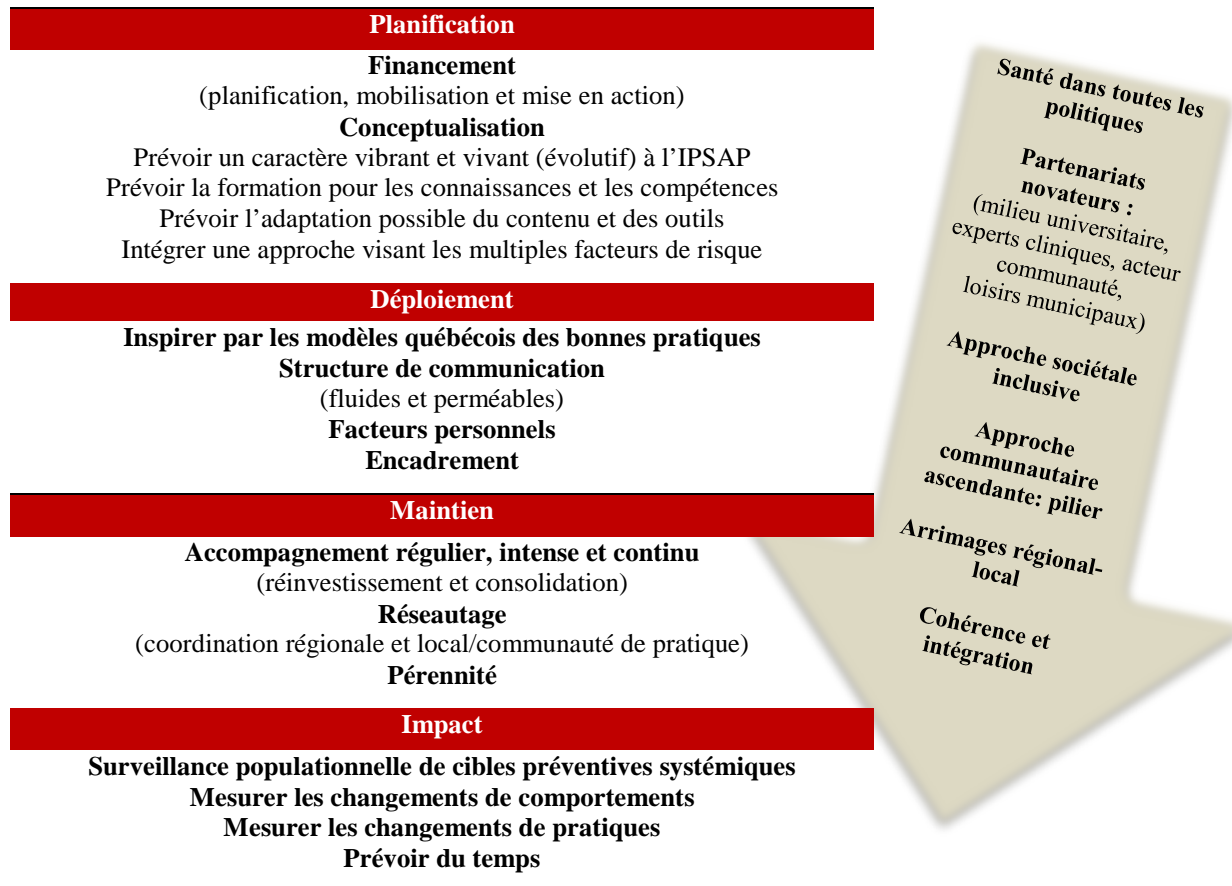 Planification
Financement
(planification, mobilisation et mise en action)
Conceptualisation
Prévoir un caractère vibrant et vivant (évolutif) à l’IPSAP
Prévoir la formation pour les connaissances et les compétences
Prévoir l’adaptation possible du contenu et des outils
Intégrer une approche visant les multiples facteurs de risque
Déploiement
Inspirer par les modèles québécois des bonnes pratiques
Structure de communication
(fluides et perméables)
Facteurs personnels
Encadrement
Maintien
Accompagnement régulier, intense et continu
(réinvestissement et consolidation)
Réseautage
(coordination régionale et local/communauté de pratique)
Pérennité
Impact
Surveillance populationnelle de cibles préventives systémiques
Mesurer les changements de comportements
Mesurer les changements de pratiques
Prévoir du temps
Santé dans toutes les
politiques
Partenariats
novateurs :
(milieu universitaire,
experts cliniques, acteur
communauté,
loisirs municipaux)
Approche sociétale
inclusive
Approche
communautaire
ascendante: pilier
Arrimages régional-
local
Cohérence et
intégration